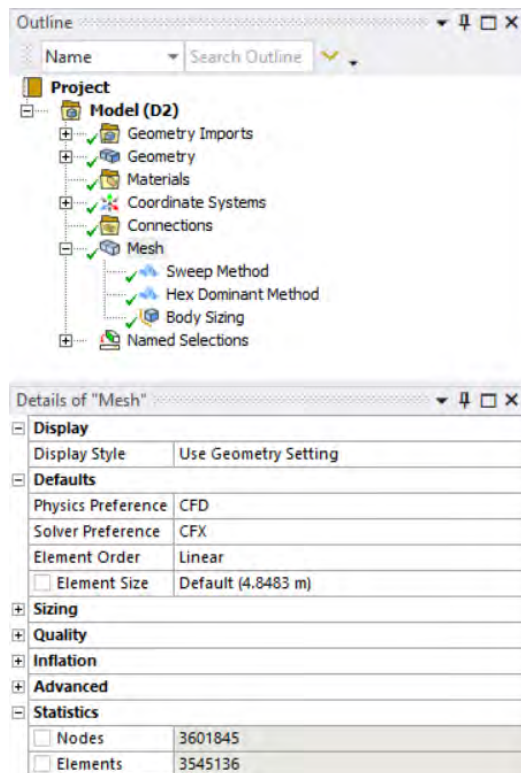 Outline
Name Search Outline
Project
Model (D2)
Geometry Imports
Geometry
Materials
Coordinate Systems
Connections
Mesh
Sweep Method
Hex Dominant Method
Body Sizing
Named Selections
Details of "Mesh"
Display
Display Style Use Geometry Setting
Defaults
Physics Preference CFD
Solver Preference CFX
Element Order Linear
Element Size Default (4.8483 m)
Sizing
Quality
Inflation
Advanced
Statistics
Nodes 3601845
Elements 3545136